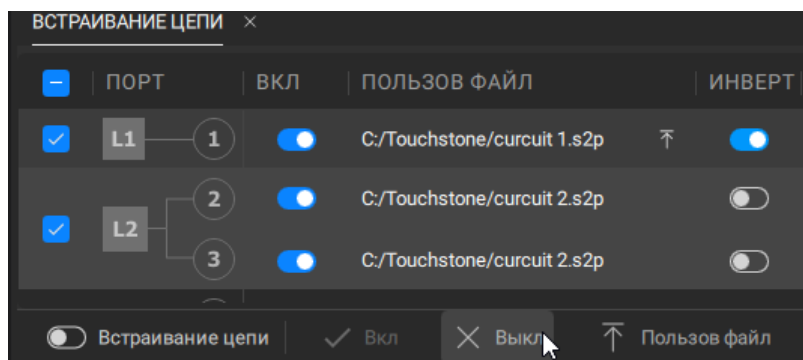 ВСТРАИВАНИЕ ЦЕПИ ×
ПОРТ ВКЛ ПОЛЬЗОВ ФАЙЛ ИНВЕРТ
L1 1 C:/Touchstone/curcuit 1.s2p
2 C:/Touchstone/curcuit 2.s2p
L2
3 C:/Touchstone/curcuit 2.s2p
Встраивание цепи Вкл Выкл Пользов файл